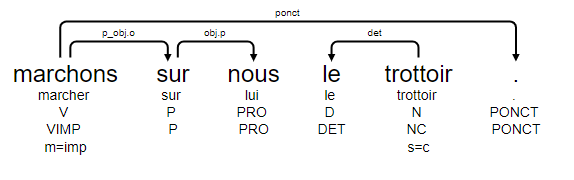 ponct
p_obj.o obj.p det
marchons sur nous le trottoir .
marcher sur lui le trottoir .
V P PRO D N PONCT
VIMP P PRO DET NC PONCT
m=imp s=c